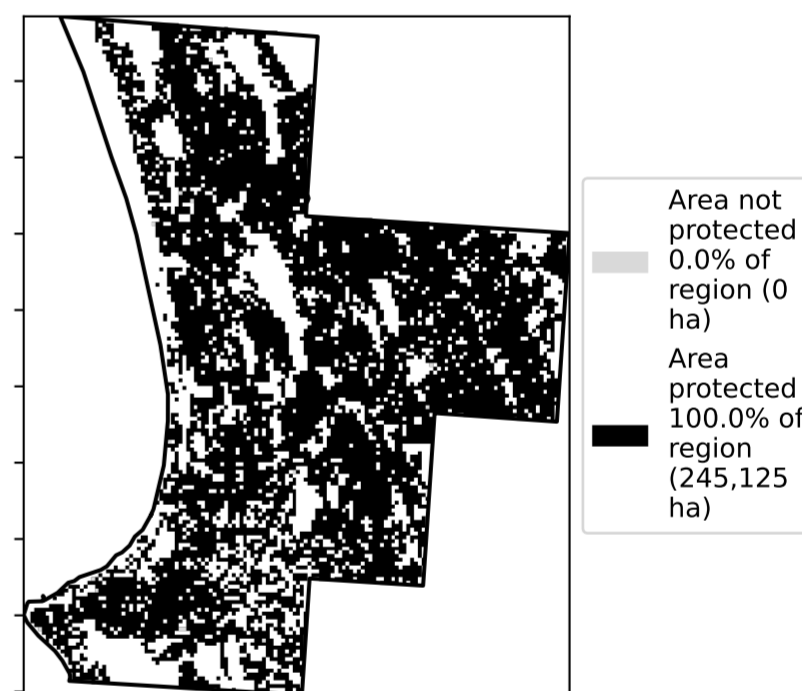 Area not
protected
0.0% of
region (0
ha)
Area
protected
100.0% of
region
(245,125
ha)